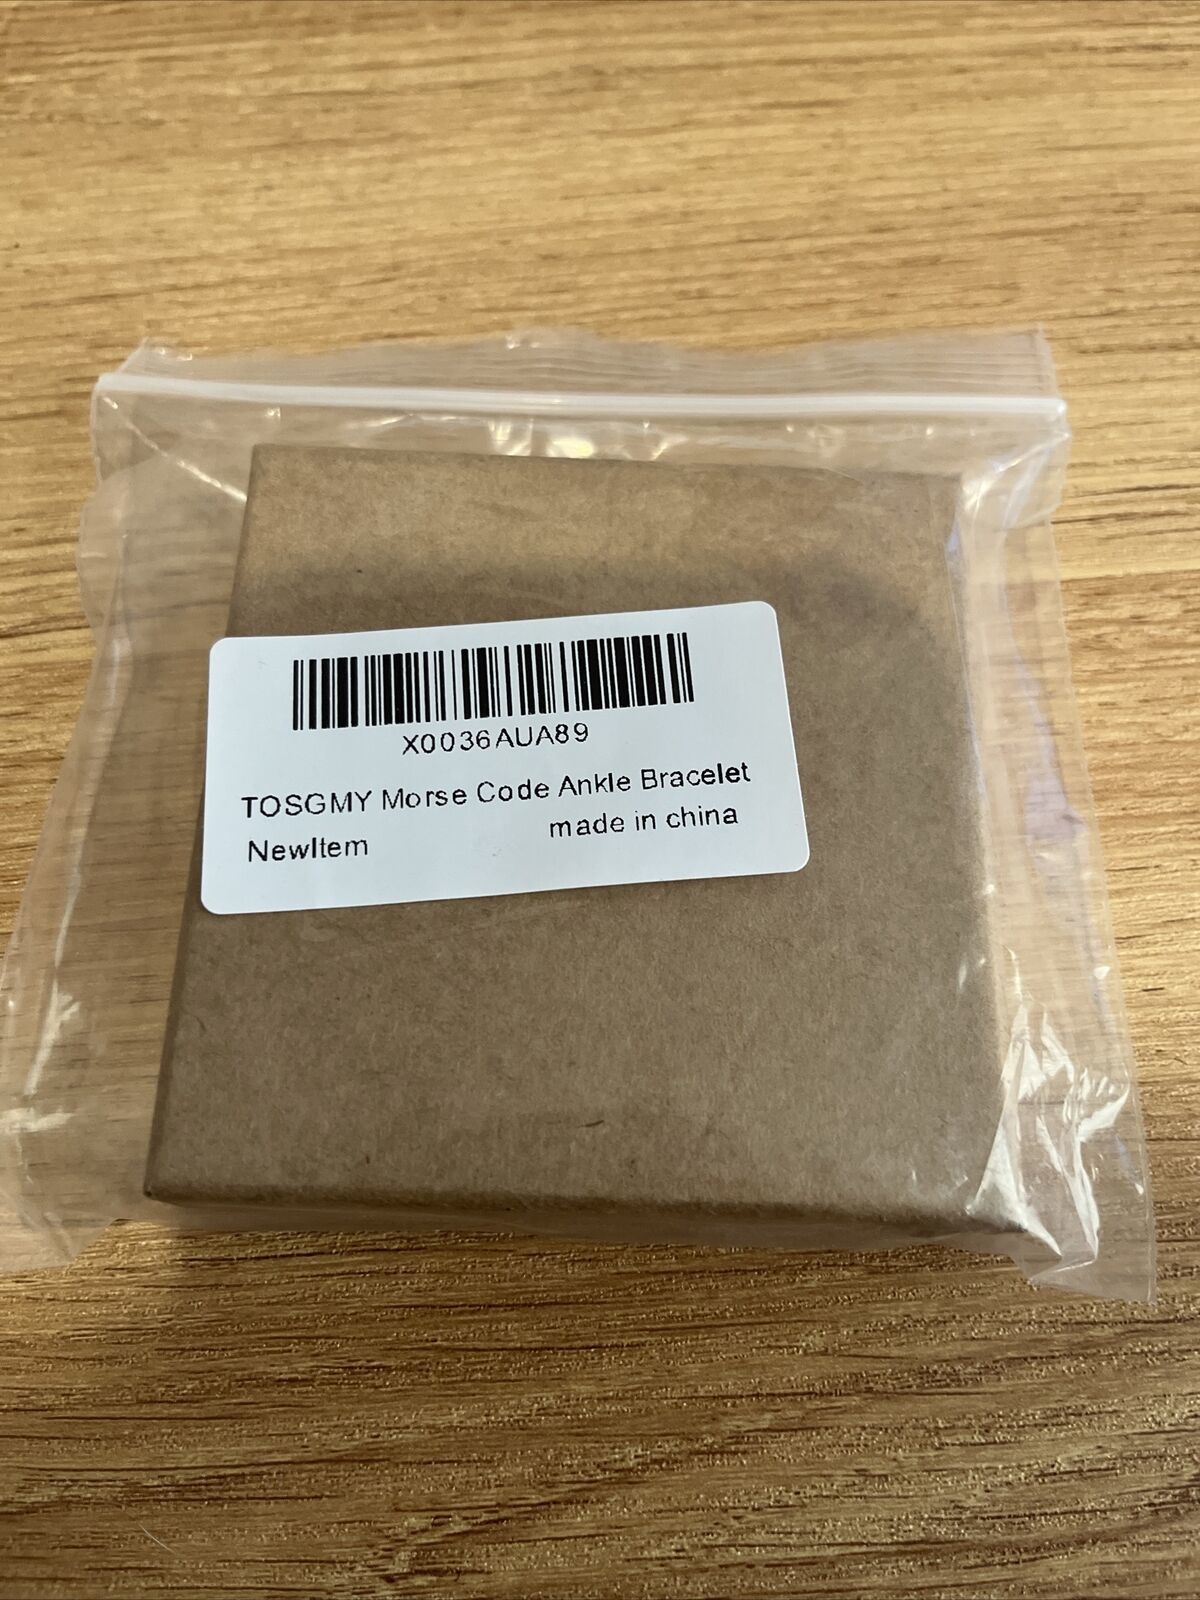 X0036AUA89
TOSGMY Morse Code Ankle Bracelet
made in china
NewItem